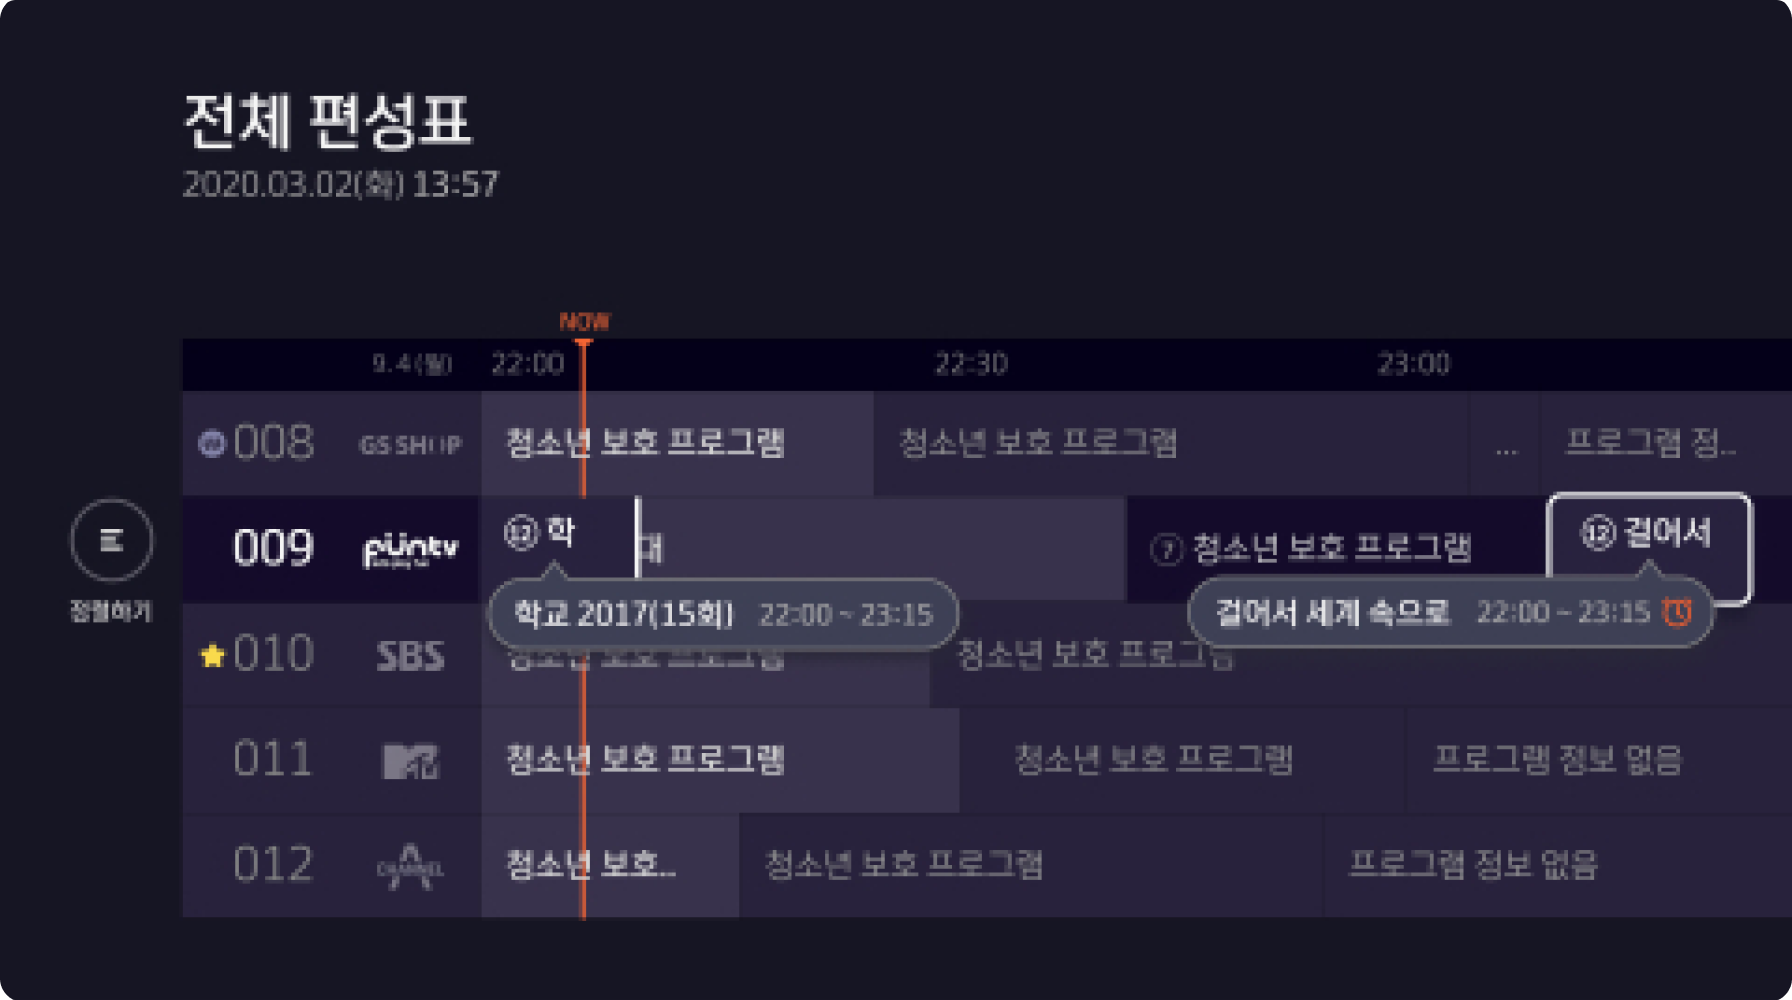 전체 편성표
2020.03.02(화) 13:57
NOW
9.4(월) 22:00 22:30 23:00
008 GS SHOP 청소년 보호 프로그램 청소년 보호 프로그램 ... 프로그램 정...
009 ⑫ 학 대 ⑦ 청소년 보호 프로그램 ⑫ 걸어서
정렬하기
학교 2017(15회) 22:00 ~ 23:15 걸어서 세계 속으로 22:00 ~ 23:15
010 SBS 청소년 보호 프로그램 청소년 보호 프로그램
011 청소년 보호 프로그램 청소년 보호 프로그램 프로그램 정보 없음
012 CHANNEL A 청소년 보호... 청소년 보호 프로그램 프로그램 정보 없음